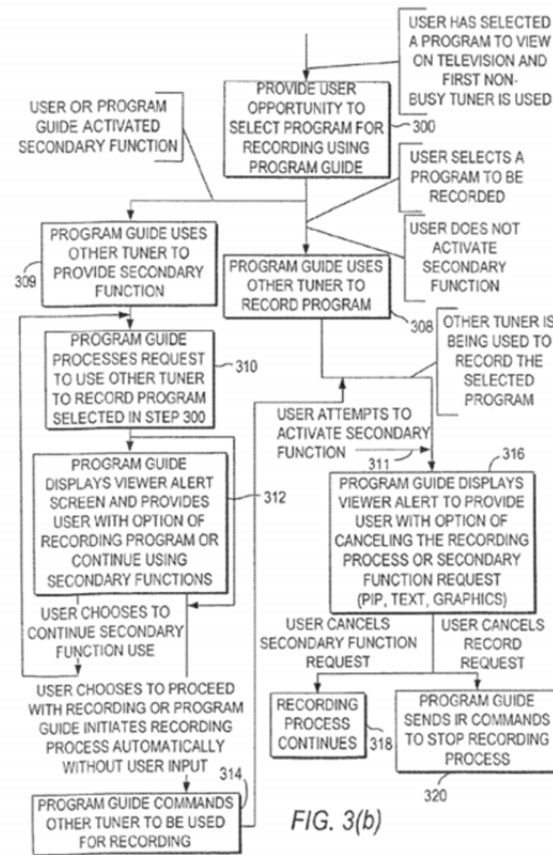 USER HAS SELECTED
A PROGRAM TO VIEW
ON TELEVISION AND
FIRST NON-
BUSY TUNER IS USED
PROVIDE USER
OPPORTUNITY TO
SELECT PROGRAM FOR
RECORDING USING
PROGRAM GUIDE
300
USER OR PROGRAM
GUIDE ACTIVATED
SECONDARY FUNCTION
USER SELECTS A
PROGRAM TO BE
RECORDED
USER DOES NOT
ACTIVATE
SECONDARY
FUNCTION
PROGRAM GUIDE USES
OTHER TUNER TO
PROVIDE SECONDARY
FUNCTION
309
PROGRAM GUIDE USES
OTHER TUNER TO
RECORD PROGRAM
308
PROGRAM GUIDE
PROCESSES REQUEST
TO USE OTHER TUNER
TO RECORD PROGRAM
SELECTED IN STEP 300
310
OTHER TUNER IS
BEING USED TO
RECORD THE
SELECTED
PROGRAM
USER ATTEMPTS TO
ACTIVATE SECONDARY
FUNCTION
311
PROGRAM GUIDE
DISPLAYS VIEWER ALERT
SCREEN AND PROVIDES
USER WITH OPTION OF
RECORDING PROGRAM OR
CONTINUE USING
SECONDARY FUNCTIONS
312
316
PROGRAM GUIDE DISPLAYS
VIEWER ALERT TO PROVIDE
USER WITH OPTION OF
CANCELING THE RECORDING
PROCESS OR SECONDARY
FUNCTION REQUEST
(PIP, TEXT, GRAPHICS)
USER CHOOSES TO
CONTINUE SECONDARY
FUNCTION USE
USER CANCELS
SECONDARY FUNCTION
REQUEST
USER CANCELS
RECORD
REQUEST
USER CHOOSES TO PROCEED
WITH RECORDING OR PROGRAM
GUIDE INITIATES RECORDING
PROCESS AUTOMATICALLY
WITHOUT USER INPUT
RECORDING
PROCESS
CONTINUES
318
PROGRAM GUIDE
SENDS IR COMMANDS
TO STOP RECORDING
PROCESS
320
314
PROGRAM GUIDE COMMANDS
OTHER TUNER TO BE USED
FOR RECORDING
FIG. 3(b)